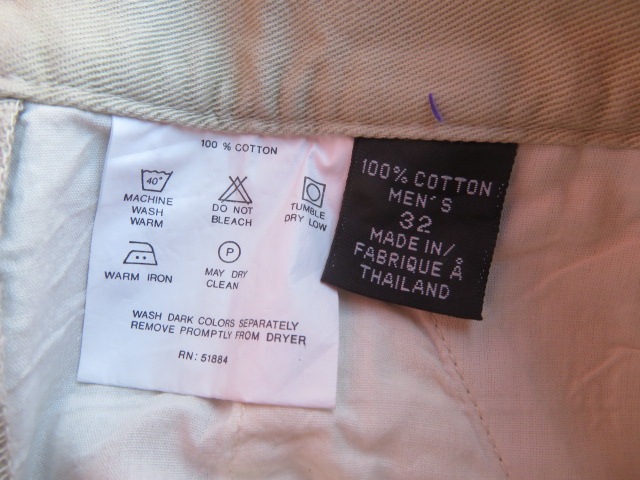 100 % COTTON
40°
MACHINE
WASH
WARM
DO NOT
BLEACH
TUMBLE
DRY LOW
WARM IRON
P
MAY DRY
CLEAN
WASH DARK COLORS SEPARATELY
REMOVE PROMPTLY FROM DRYER
RN: 51884
100% COTTON
MEN'S
32
MADE IN/
FABRIQUE Å
THAILAND